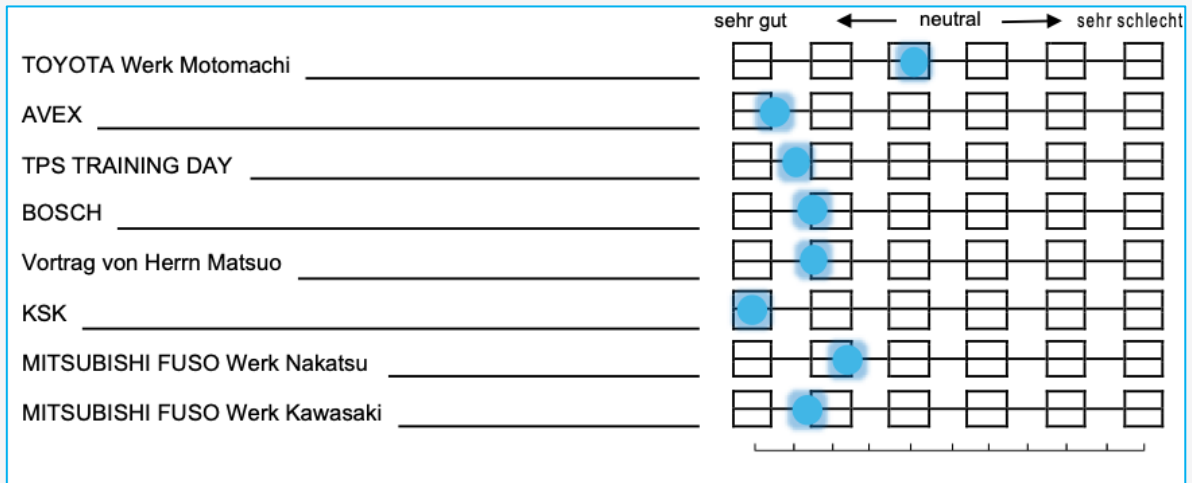 sehr gut neutral sehr schlecht
TOYOTA Werk Motomachi
AVEX
TPS TRAINING DAY
BOSCH
Vortrag von Herrn Matsuo
KSK
MITSUBISHI FUSO Werk Nakatsu
MITSUBISHI FUSO Werk Kawasaki